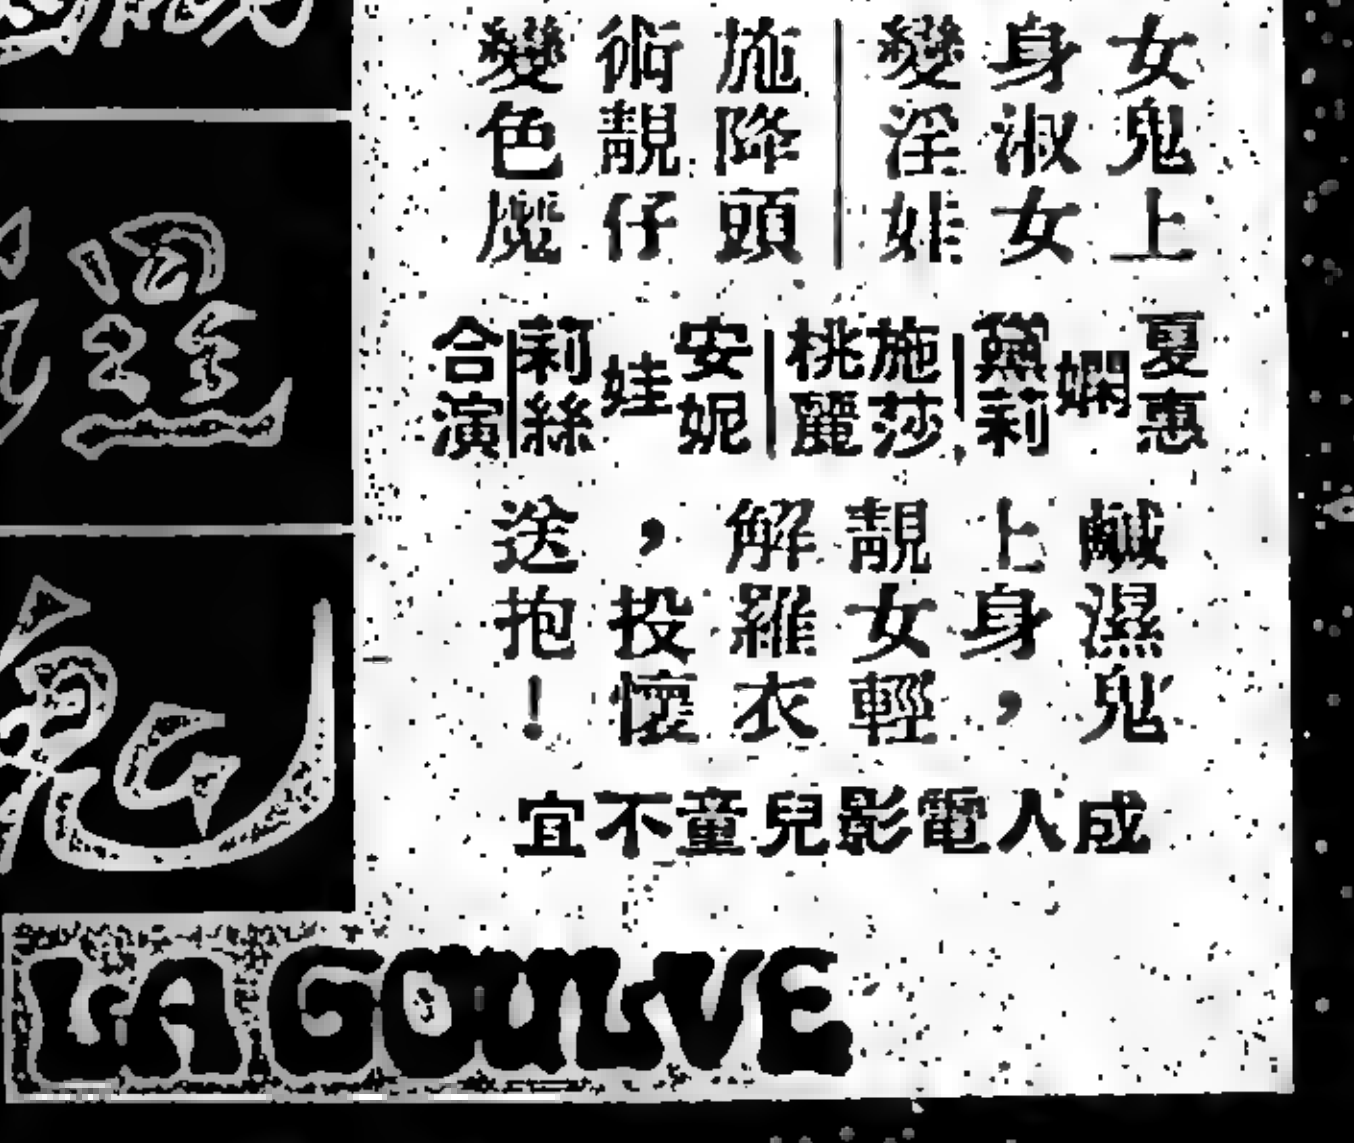 女鬼上
身淑女
變淫娃
施降頭
術靚仔
變色魔
夏惠嫻黛莉
施莎桃麗
安妮娃莉絲
合演
鹹濕鬼
上身，
靚女輕
解羅衣
，投懷
送抱！
成人電影兒童不宜
濕
鬼
LA GOULVE